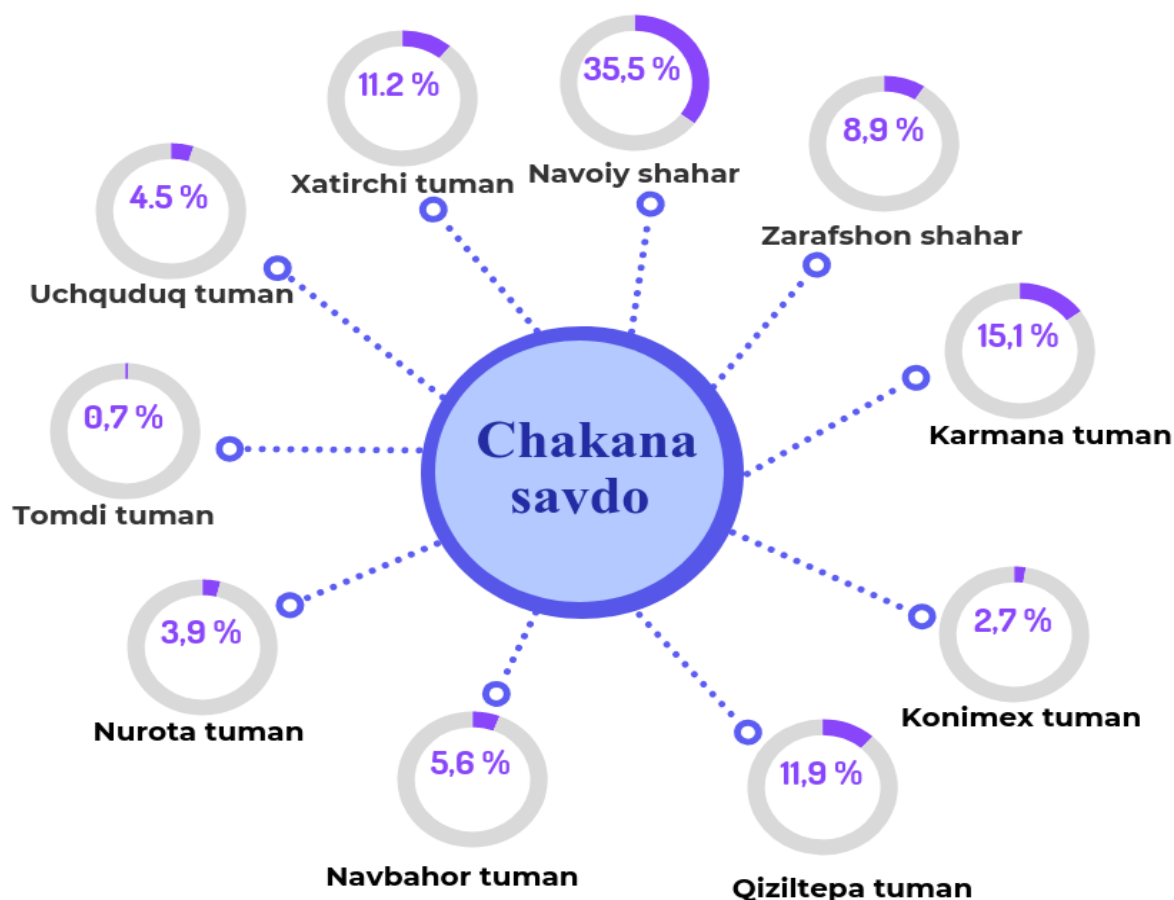 35,5 %
Navoiy shahar
11.2 %
Xatirchi tuman
8,9 %
Zarafshon shahar
4.5 %
Uchquduq tuman
15,1 %
Karmana tuman
0,7 %
Tomdi tuman
Chakana
savdo
3,9 %
Nurota tuman
2,7 %
Konimex tuman
5,6 %
Navbahor tuman
11,9 %
Qiziltepa tuman